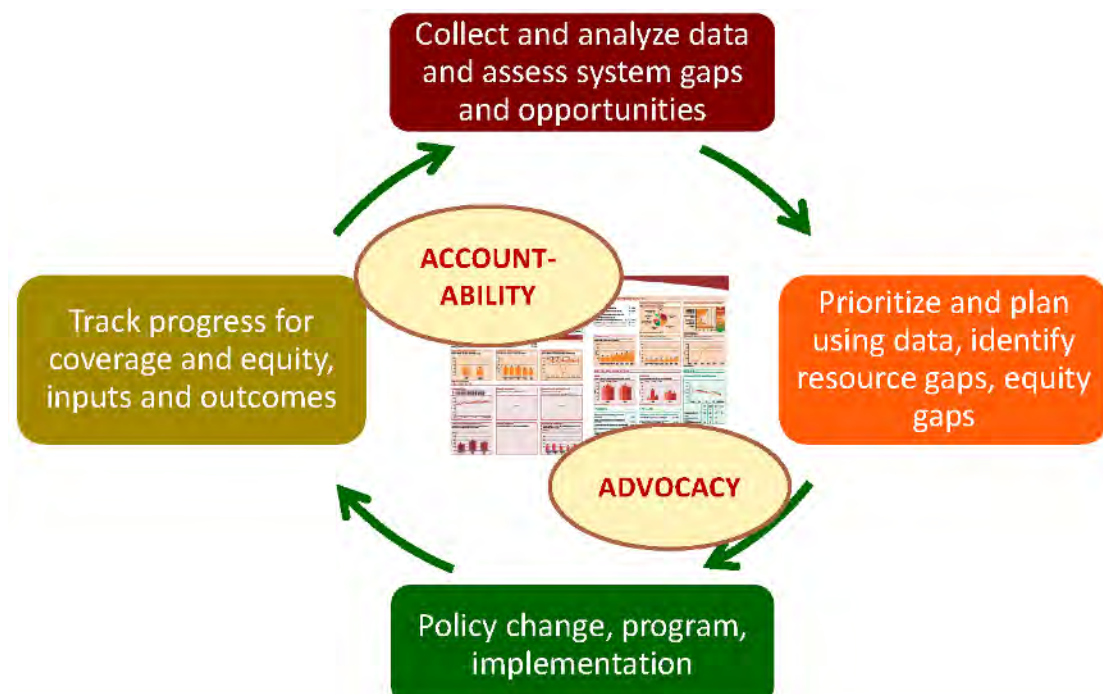 Collect and analyze data
and assess system gaps
and opportunities
ACCOUNT-
ABILITY
Track progress for
coverage and equity,
inputs and outcomes
Prioritize and plan
using data, identify
resource gaps, equity
gaps
ADVOCACY
Policy change, program,
implementation